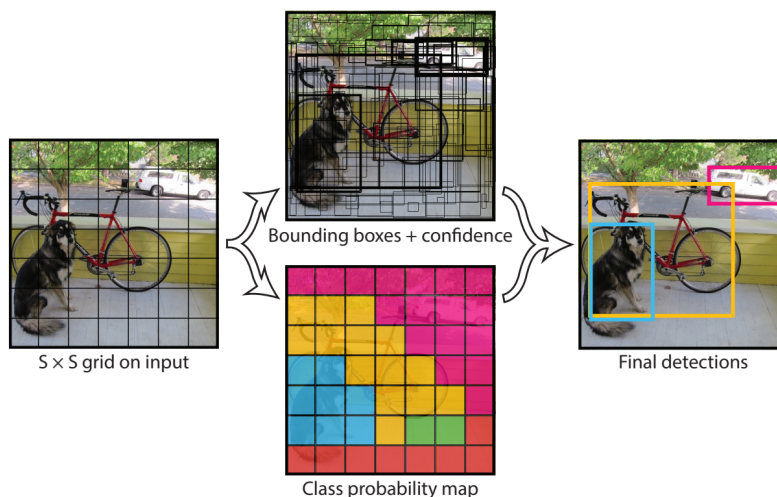 Bounding boxes + confidence
S × S grid on input
Final detections
Class probability map